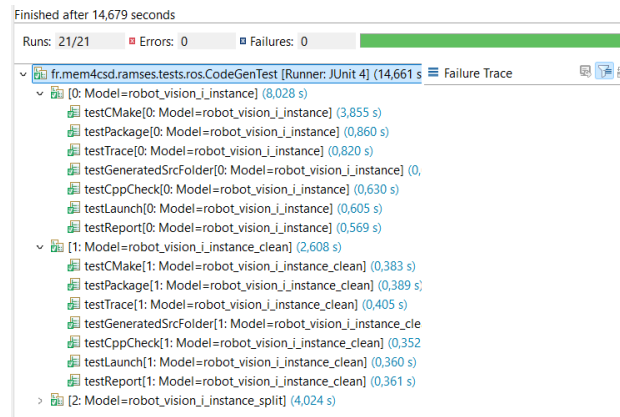 Finished after 14,679 seconds
Runs: 21/21 Errors: 0 Failures: 0
fr.mem4csd.ramses.tests.ros.CodeGenTest [Runner: JUnit 4] (14,661 s
Failure Trace
[0: Model=robot_vision_i_instance] (8,028 s)
testCMake[0: Model=robot_vision_i_instance] (3,855 s)
testPackage[0: Model=robot_vision_i_instance] (0,860 s)
testTrace[0: Model=robot_vision_i_instance] (0,820 s)
testGeneratedSrcFolder[0: Model=robot_vision_i_instance] (0,
testCppCheck[0: Model=robot_vision_i_instance] (0,630 s)
testLaunch[0: Model=robot_vision_i_instance] (0,605 s)
testReport[0: Model=robot_vision_i_instance] (0,569 s)
[1: Model=robot_vision_i_instance_clean] (2,608 s)
testCMake[1: Model=robot_vision_i_instance_clean] (0,383 s)
testPackage[1: Model=robot_vision_i_instance_clean] (0,389 s)
testTrace[1: Model=robot_vision_i_instance_clean] (0,405 s)
testGeneratedSrcFolder[1: Model=robot_vision_i_instance_cle
testCppCheck[1: Model=robot_vision_i_instance_clean] (0,352
testLaunch[1: Model=robot_vision_i_instance_clean] (0,360 s)
testReport[1: Model=robot_vision_i_instance_clean] (0,361 s)
[2: Model=robot_vision_i_instance_split] (4,024 s)